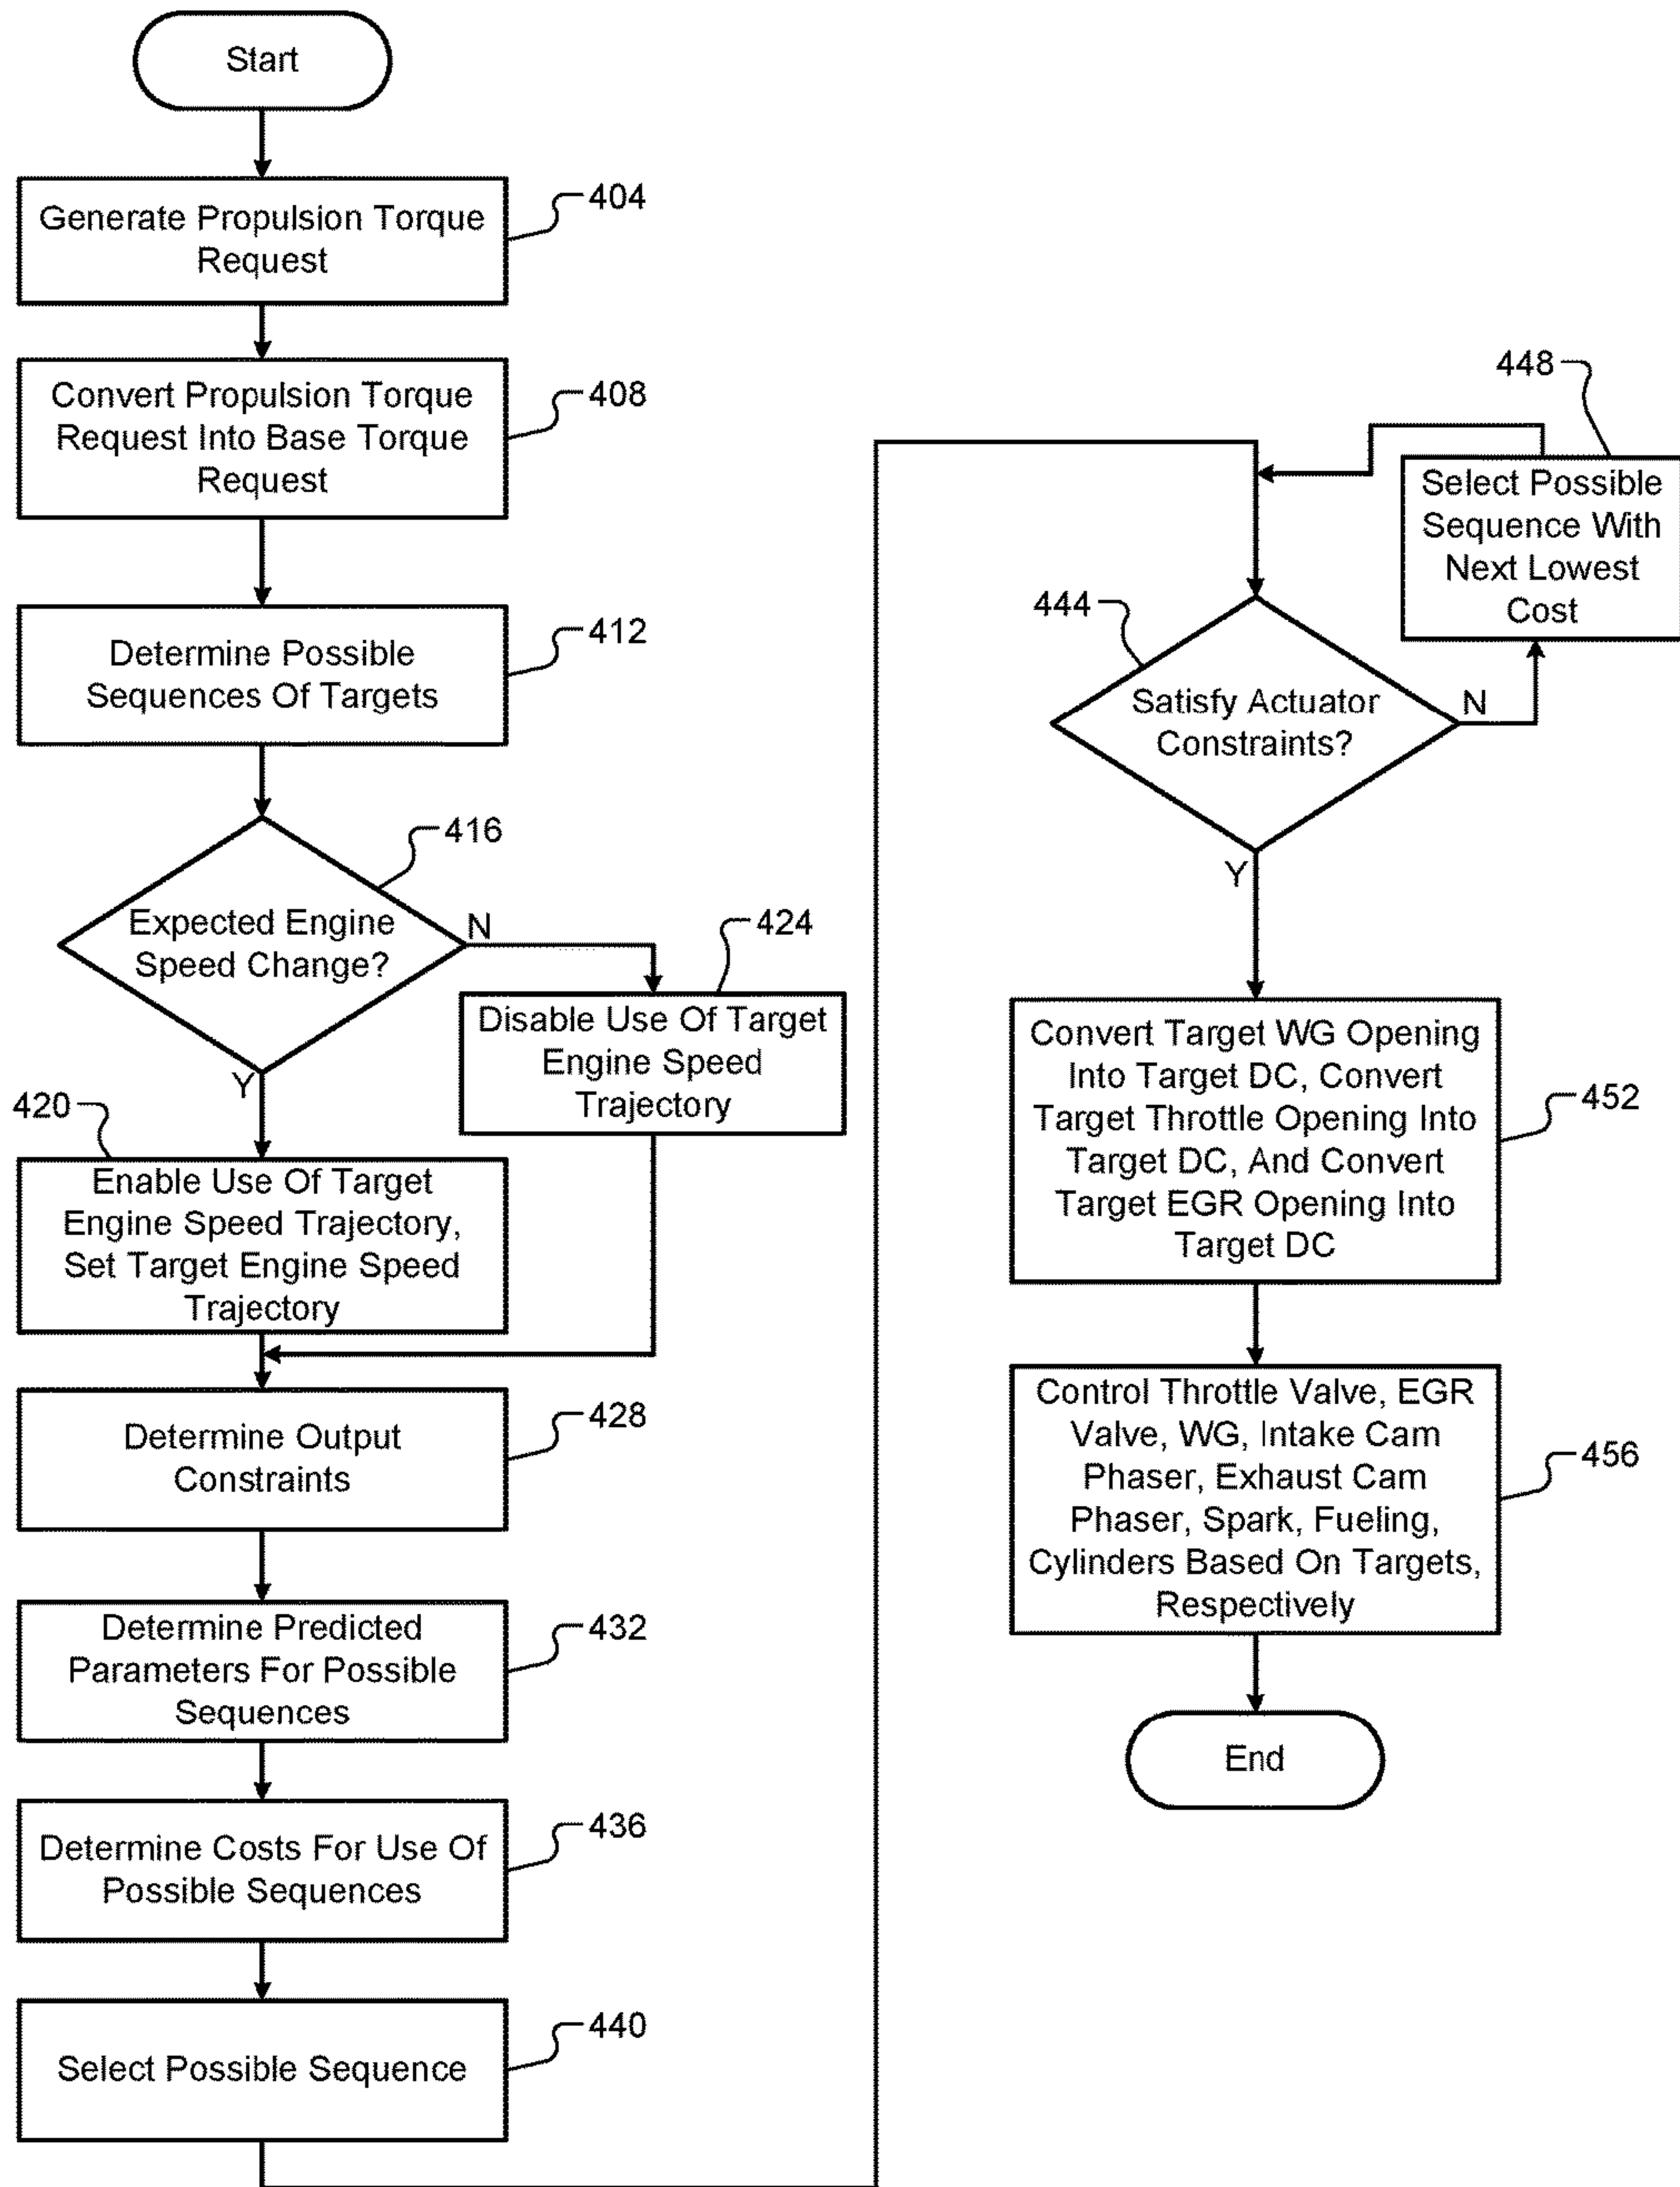 Start
Generate Propulsion Torque
Request
404
Convert Propulsion Torque
Request Into Base Torque
Request
408
Determine Possible
Sequences Of Targets
412
Expected Engine
Speed Change?
416
N
Y
Disable Use Of Target
Engine Speed
Trajectory
424
420
Enable Use Of Target
Engine Speed Trajectory,
Set Target Engine Speed
Trajectory
Determine Output
Constraints
428
Determine Predicted
Parameters For Possible
Sequences
432
Determine Costs For Use Of
Possible Sequences
436
Select Possible Sequence
440
448
Select Possible
Sequence With
Next Lowest
Cost
444
Satisfy Actuator
Constraints?
N
Y
Convert Target WG Opening
Into Target DC, Convert
Target Throttle Opening Into
Target DC, And Convert
Target EGR Opening Into
Target DC
452
Control Throttle Valve, EGR
Valve, WG, Intake Cam
Phaser, Exhaust Cam
Phaser, Spark, Fueling,
Cylinders Based On Targets,
Respectively
456
End